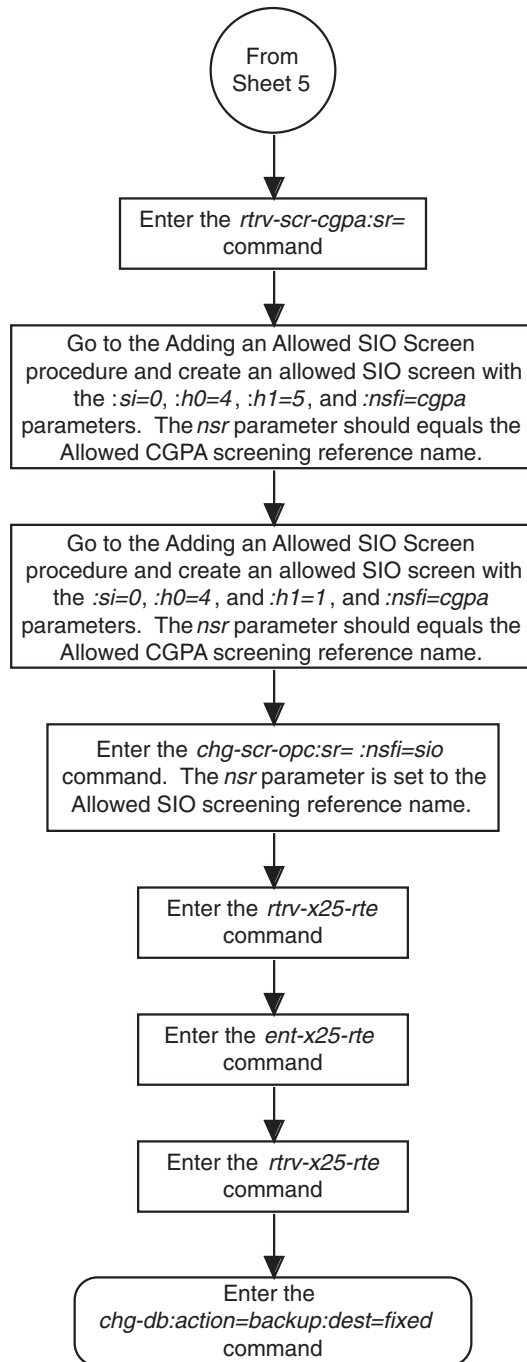 From
Sheet 5
Enter the rtrv-scr-cgpa:sr=
command
Go to the Adding an Allowed SIO Screen
procedure and create an allowed SIO screen with
the :si=0, :h0=4, :h1=5, and :nsfi=cgpa
parameters. The nsr parameter should equals the
Allowed CGPA screening reference name.
Go to the Adding an Allowed SIO Screen
procedure and create an allowed SIO screen with
the :si=0, :h0=4, and :h1=1, and :nsfi=cgpa
parameters. The nsr parameter should equals the
Allowed CGPA screening reference name.
Enter the chg-scr-opc:sr= :nsfi=sio
command. The nsr parameter is set to the
Allowed SIO screening reference name.
Enter the rtrv-x25-rte
command
Enter the ent-x25-rte
command
Enter the rtrv-x25-rte
command
Enter the
chg-db:action=backup:dest=fixed
command